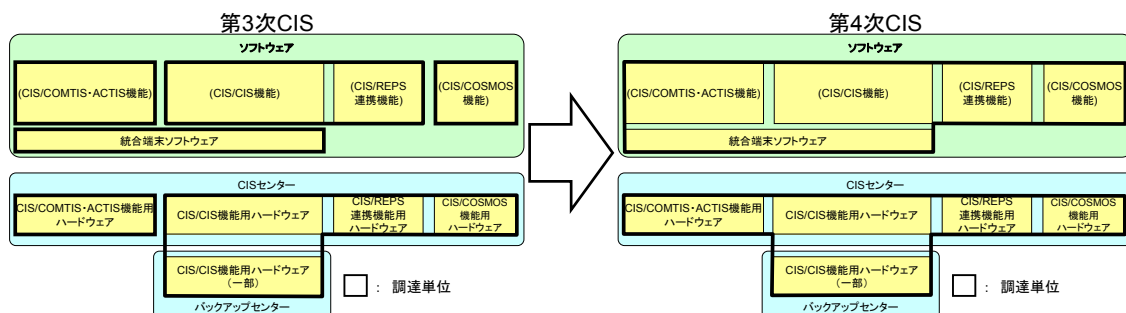 第3次CIS
ソフトウェア
(CIS/COMTIS・ACTIS機能)
(CIS/CIS機能)
(CIS/REPS
連携機能)
(CIS/COSMOS
機能)
統合端末ソフトウェア
CISセンター
CIS/COMTIS・ACTIS機能用
ハードウェア
CIS/CIS機能用ハードウェア
CIS/REPS
連携機能用
ハードウェア
CIS/COSMOS
機能用
ハードウェア
CIS/CIS機能用ハードウェア
(一部)
バックアップセンター
: 調達単位
第4次CIS
ソフトウェア
(CIS/COMTIS・ACTIS機能)
(CIS/CIS機能)
(CIS/REPS
連携機能)
(CIS/COSMOS
機能)
統合端末ソフトウェア
CISセンター
CIS/COMTIS・ACTIS機能用
ハードウェア
CIS/CIS機能用ハードウェア
CIS/REPS
連携機能用
ハードウェア
CIS/COSMOS
機能用
ハードウェア
CIS/CIS機能用ハードウェア
(一部)
バックアップセンター
: 調達単位